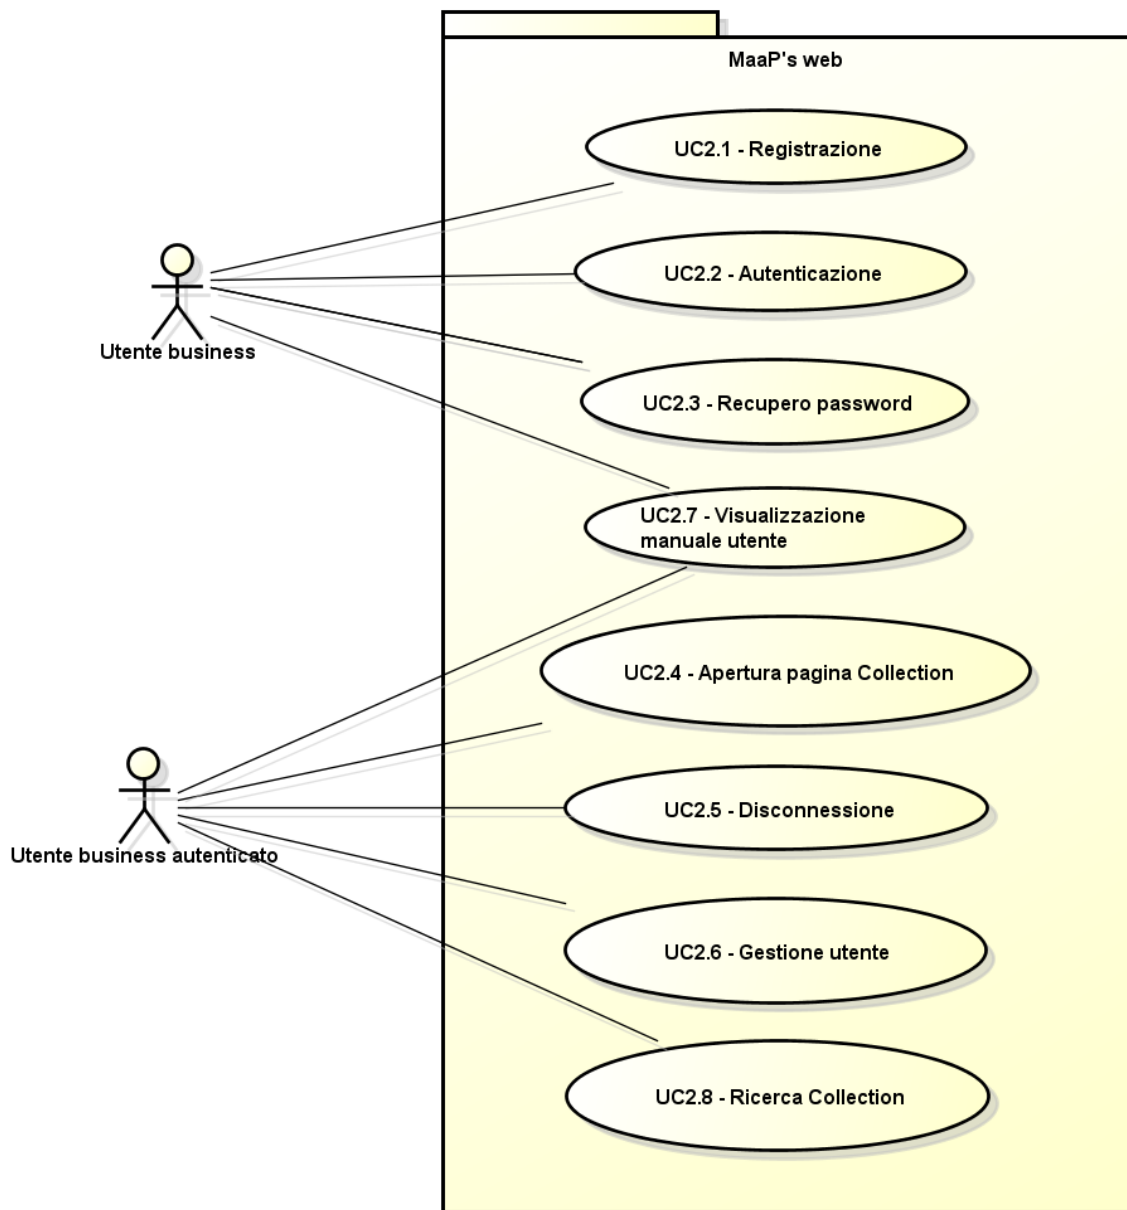 MaaP's web
UC2.1 - Registrazione
UC2.2 - Autenticazione
Utente business
UC2.3 - Recupero password
UC2.7 - Visualizzazione
manuale utente
UC2.4 - Apertura pagina Collection
UC2.5 - Disconnessione
Utente business autenticato
UC2.6 - Gestione utente
UC2.8 - Ricerca Collection